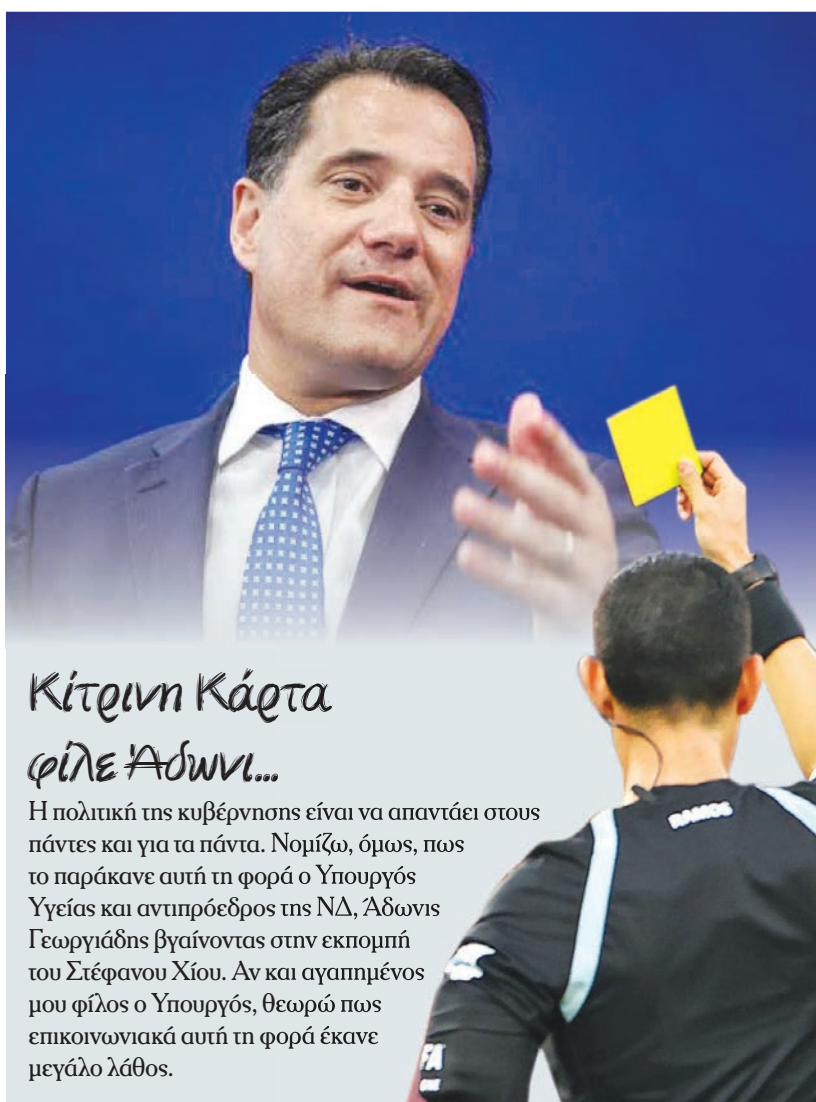 Κίτρινη Κάρτα
φίλε Άδωνι...
Η πολιτική της κυβέρνησης είναι να απαντάει στους
πάντες και για τα πάντα. Νομίζω, όμως, πως
το παράκανε αυτή τη φορά ο Υπουργός
Υγείας και αντιπρόεδρος της ΝΔ, Άδωνις
Γεωργιάδης βγαίνοντας στην εκπομπή
του Στέφανου Χίου. Αν και αγαπημένος
μου φίλος ο Υπουργός, θεωρώ πως
επικοινωνιακά αυτή τη φορά έκανε
μεγάλο λάθος.
RAMOS
FA